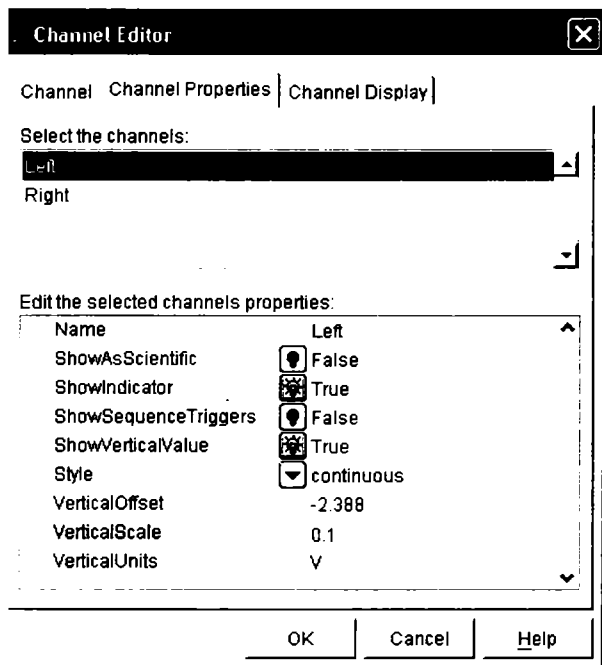 Channel Editor
Channel Channel Properties Channel Display
Select the channels:
Left
Right
Edit the selected channels properties:
Name Left
ShowAsScientific False
ShowIndicator True
ShowSequenceTriggers False
ShowVerticalValue True
Style continuous
VerticalOffset -2.388
VerticalScale 0.1
VerticalUnits V
OK Cancel Help